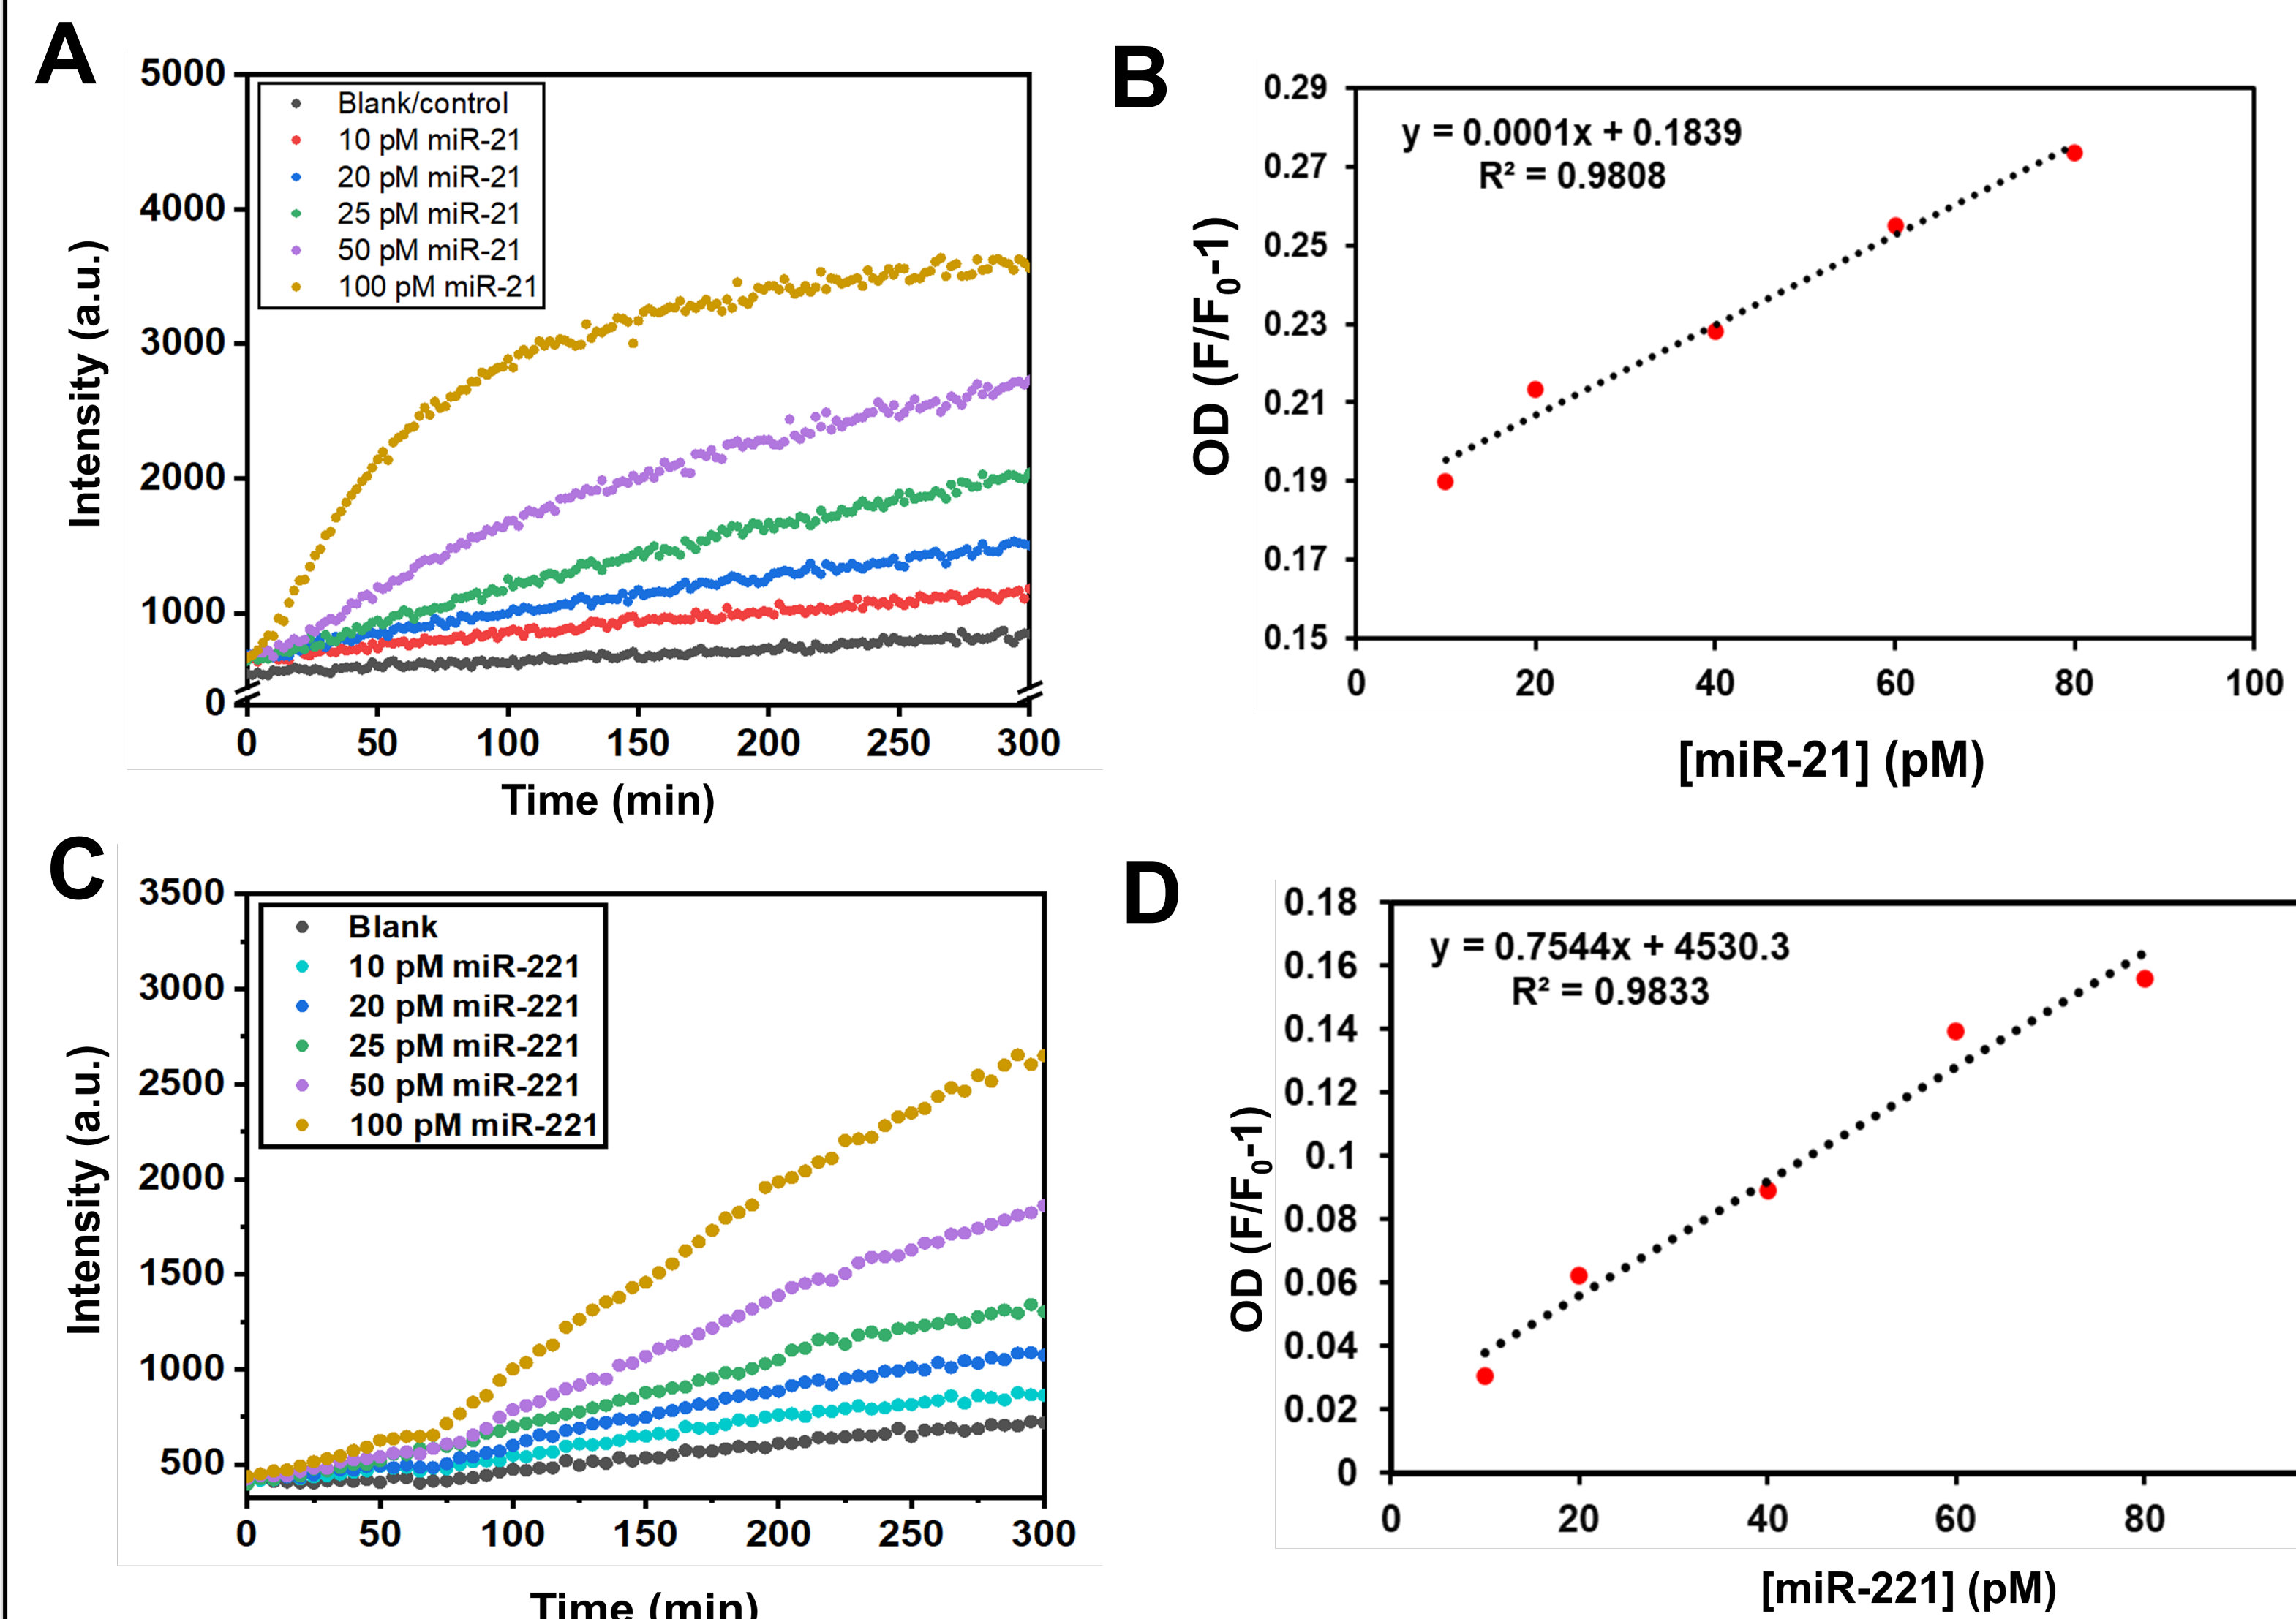 A
5000
4000
3000
2000
1000
0
0 50 100 150 200 250 300
Intensity (a.u.)
Time (min)
Blank/control
10 pM miR-21
20 pM miR-21
25 pM miR-21
50 pM miR-21
100 pM miR-21
B
0.29
0.27
0.25
0.23
0.21
0.19
0.17
0.15
0 20 40 60 80 100
y = 0.0001x + 0.1839
R² = 0.9808
OD (F/F₀-1)
[miR-21] (pM)
C
3500
3000
2500
2000
1500
1000
500
0 50 100 150 200 250 300
Intensity (a.u.)
Time (min)
Blank
10 pM miR-221
20 pM miR-221
25 pM miR-221
50 pM miR-221
100 pM miR-221
D
0.18
0.16
0.14
0.12
0.1
0.08
0.06
0.04
0.02
0
0 20 40 60 80
y = 0.7544x + 4530.3
R² = 0.9833
OD (F/F₀-1)
[miR-221] (pM)